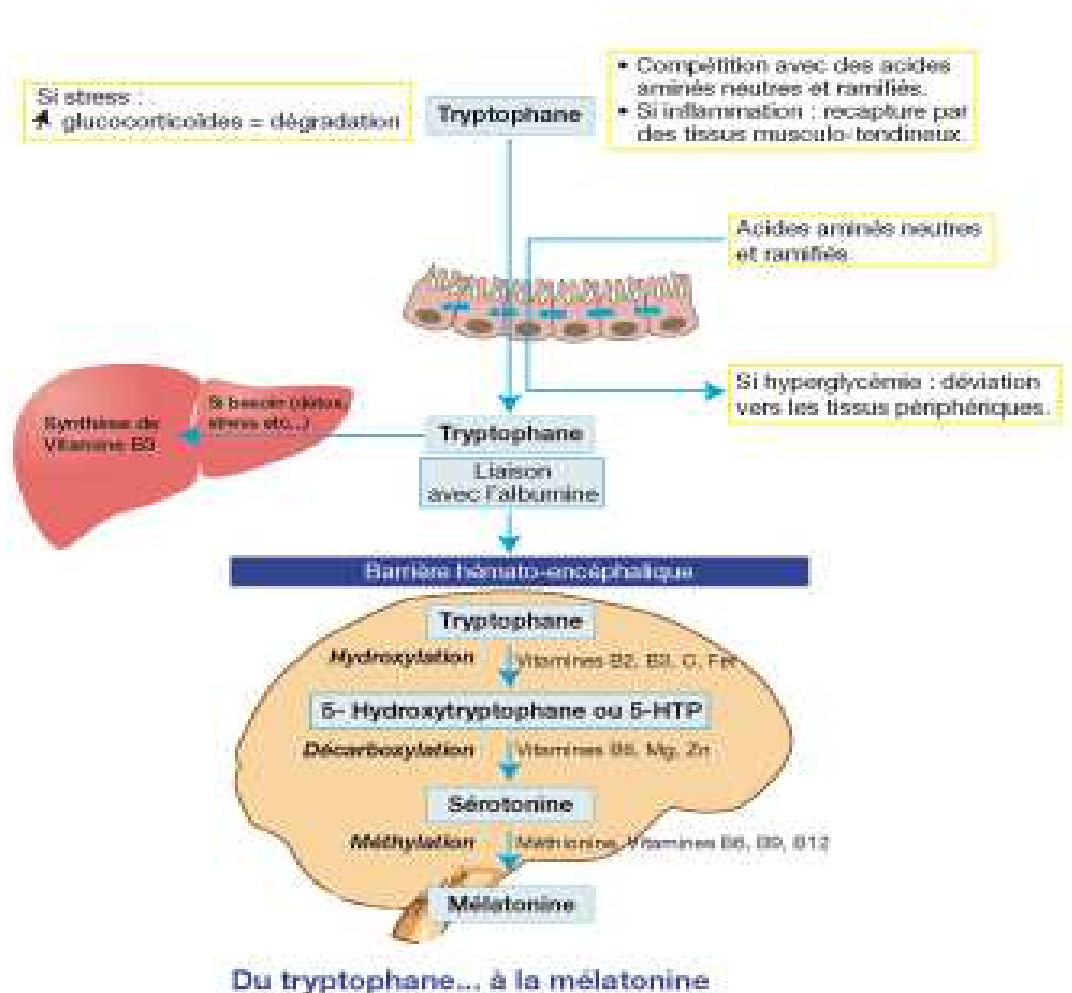 Si stress :
glucocorticoïdes = dégradation
Tryptophane
• Compétition avec des acides
aminés neutres et ramifiés.
• Si inflammation : recapture par
des tissus musculo-tendineux.
Acides aminés neutres
et ramifiés
Si hyperglycémie : déviation
vers les tissus périphériques.
Synthèse de
Vitamine B3
Si besoin (détox,
stress etc...)
Tryptophane
Liaison
avec l'albumine
Barrière hémato-encéphalique
Tryptophane
Hydroxylation
Vitamines B2, B3, C, Fer
5- Hydroxytryptophane ou 5-HTP
Décarboxylation
Vitamines B6, Mg, Zn
Sérotonine
Méthylation
Méthionine, Vitamines B6, B9, B12
Mélatonine
Du tryptophane... à la mélatonine